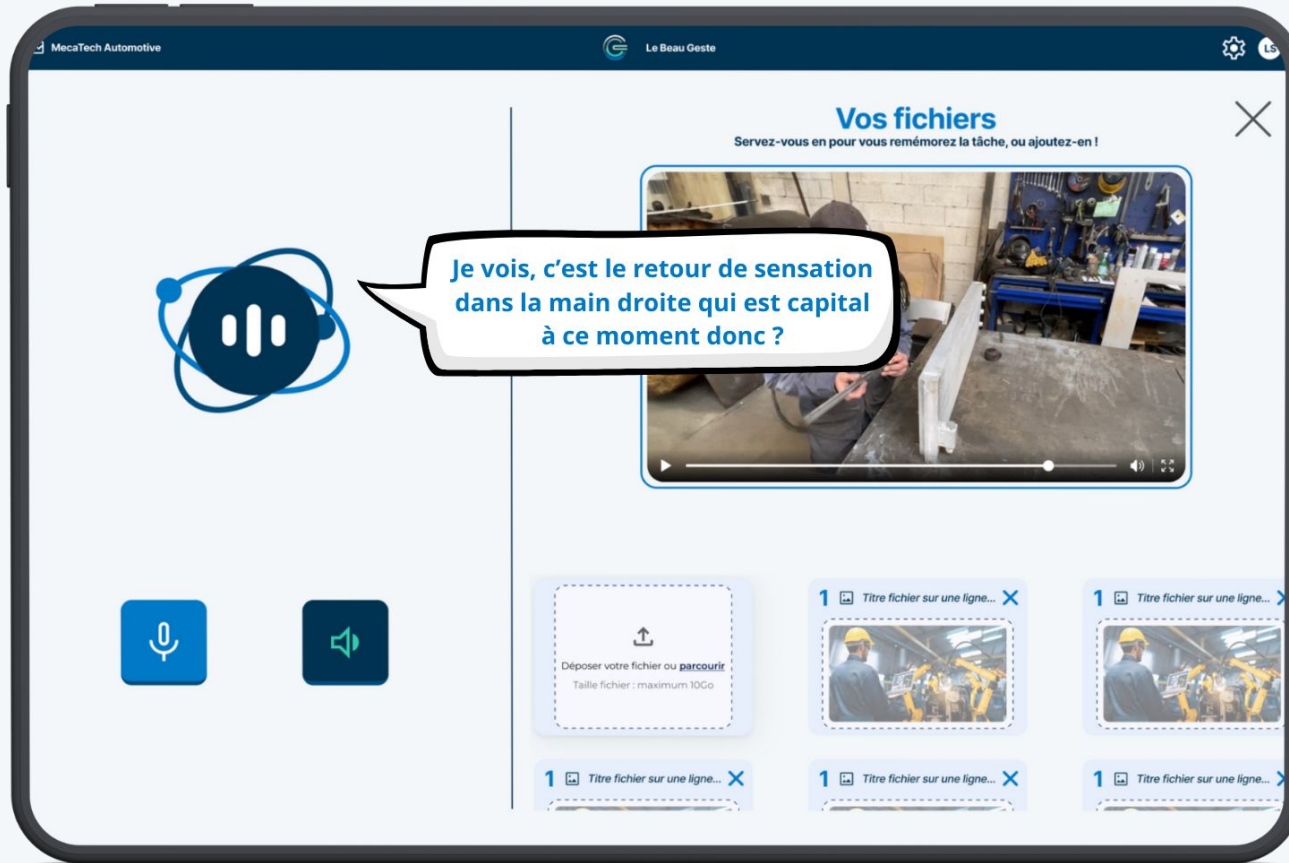 MecaTech Automotive
Le Beau Geste
LS
Vos fichiers
Servez-vous en pour vous remémorez la tâche, ou ajoutez-en !
Je vois, c’est le retour de sensation
dans la main droite qui est capital
à ce moment donc ?
Déposer votre fichier ou parcourir
Taille fichier : maximum 10Go
1 Titre fichier sur une ligne...
1 Titre fichier sur une ligne...
1 Titre fichier sur une ligne...
1 Titre fichier sur une ligne...
1 Titre fichier sur une ligne...